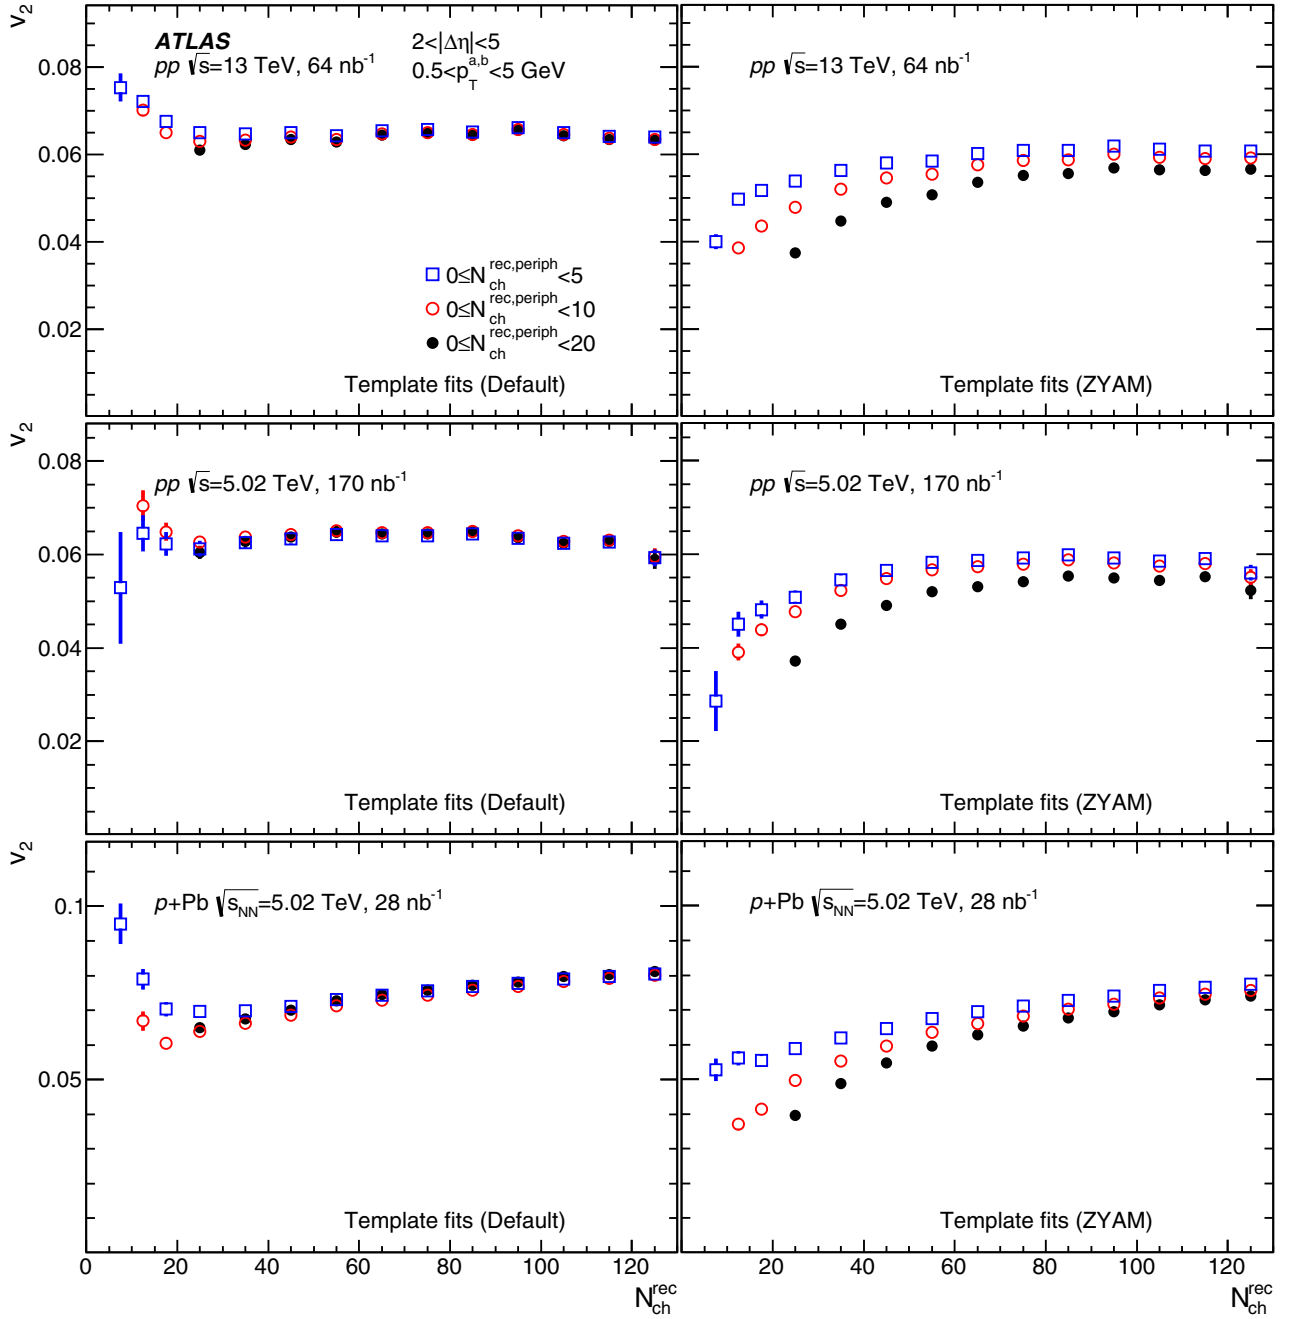 v2
ATLAS
pp √s=13 TeV, 64 nb-1
2<|Δη|<5
0.5<pTa,b<5 GeV
0.08
0.06
0.04
0.02
0≤Nchrec,periph<5
0≤Nchrec,periph<10
0≤Nchrec,periph<20
Template fits (Default)
pp √s=13 TeV, 64 nb-1
Template fits (ZYAM)
v2
pp √s=5.02 TeV, 170 nb-1
0.08
0.06
0.04
0.02
Template fits (Default)
pp √s=5.02 TeV, 170 nb-1
Template fits (ZYAM)
v2
p+Pb √sNN=5.02 TeV, 28 nb-1
0.1
0.05
Template fits (Default)
p+Pb √sNN=5.02 TeV, 28 nb-1
Template fits (ZYAM)
0 20 40 60 80 100 120
Nchrec
20 40 60 80 100 120
Nchrec